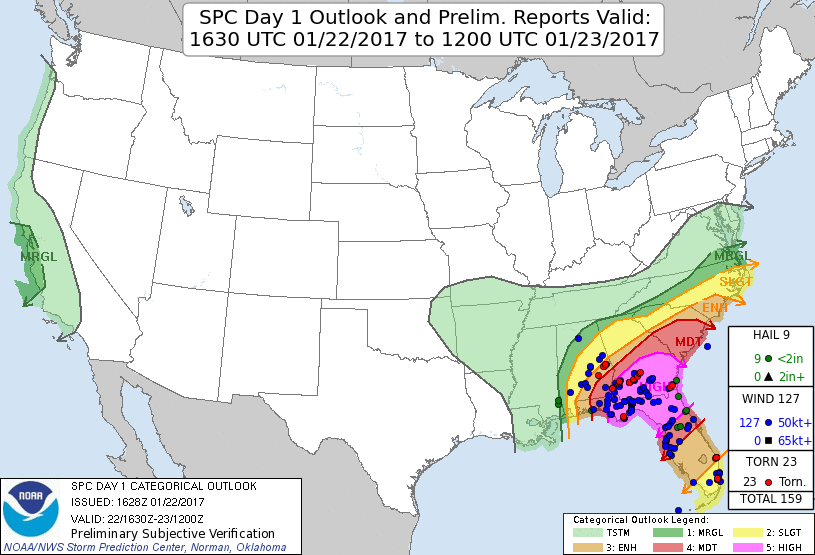 SPC Day 1 Outlook and Prelim. Reports Valid:
1630 UTC 01/22/2017 to 1200 UTC 01/23/2017
MRGL
MRGL
SLGT
ENH
MDT
HAIL 9
9 <2in
0 2in+
WIND 127
127 50kt+
0 65kt+
TORN 23
23 Torn.
TOTAL 159
NOAA
SPC DAY 1 CATEGORICAL OUTLOOK
ISSUED: 1628Z 01/22/2017
VALID: 22/1630Z-23/1200Z
Preliminary Subjective Verification
NOAA/NWS Storm Prediction Center, Norman, Oklahoma
Categorical Outlook Legend:
TSTM 1: MRGL 2: SLGT
3: ENH 4: MDT 5: HIGH